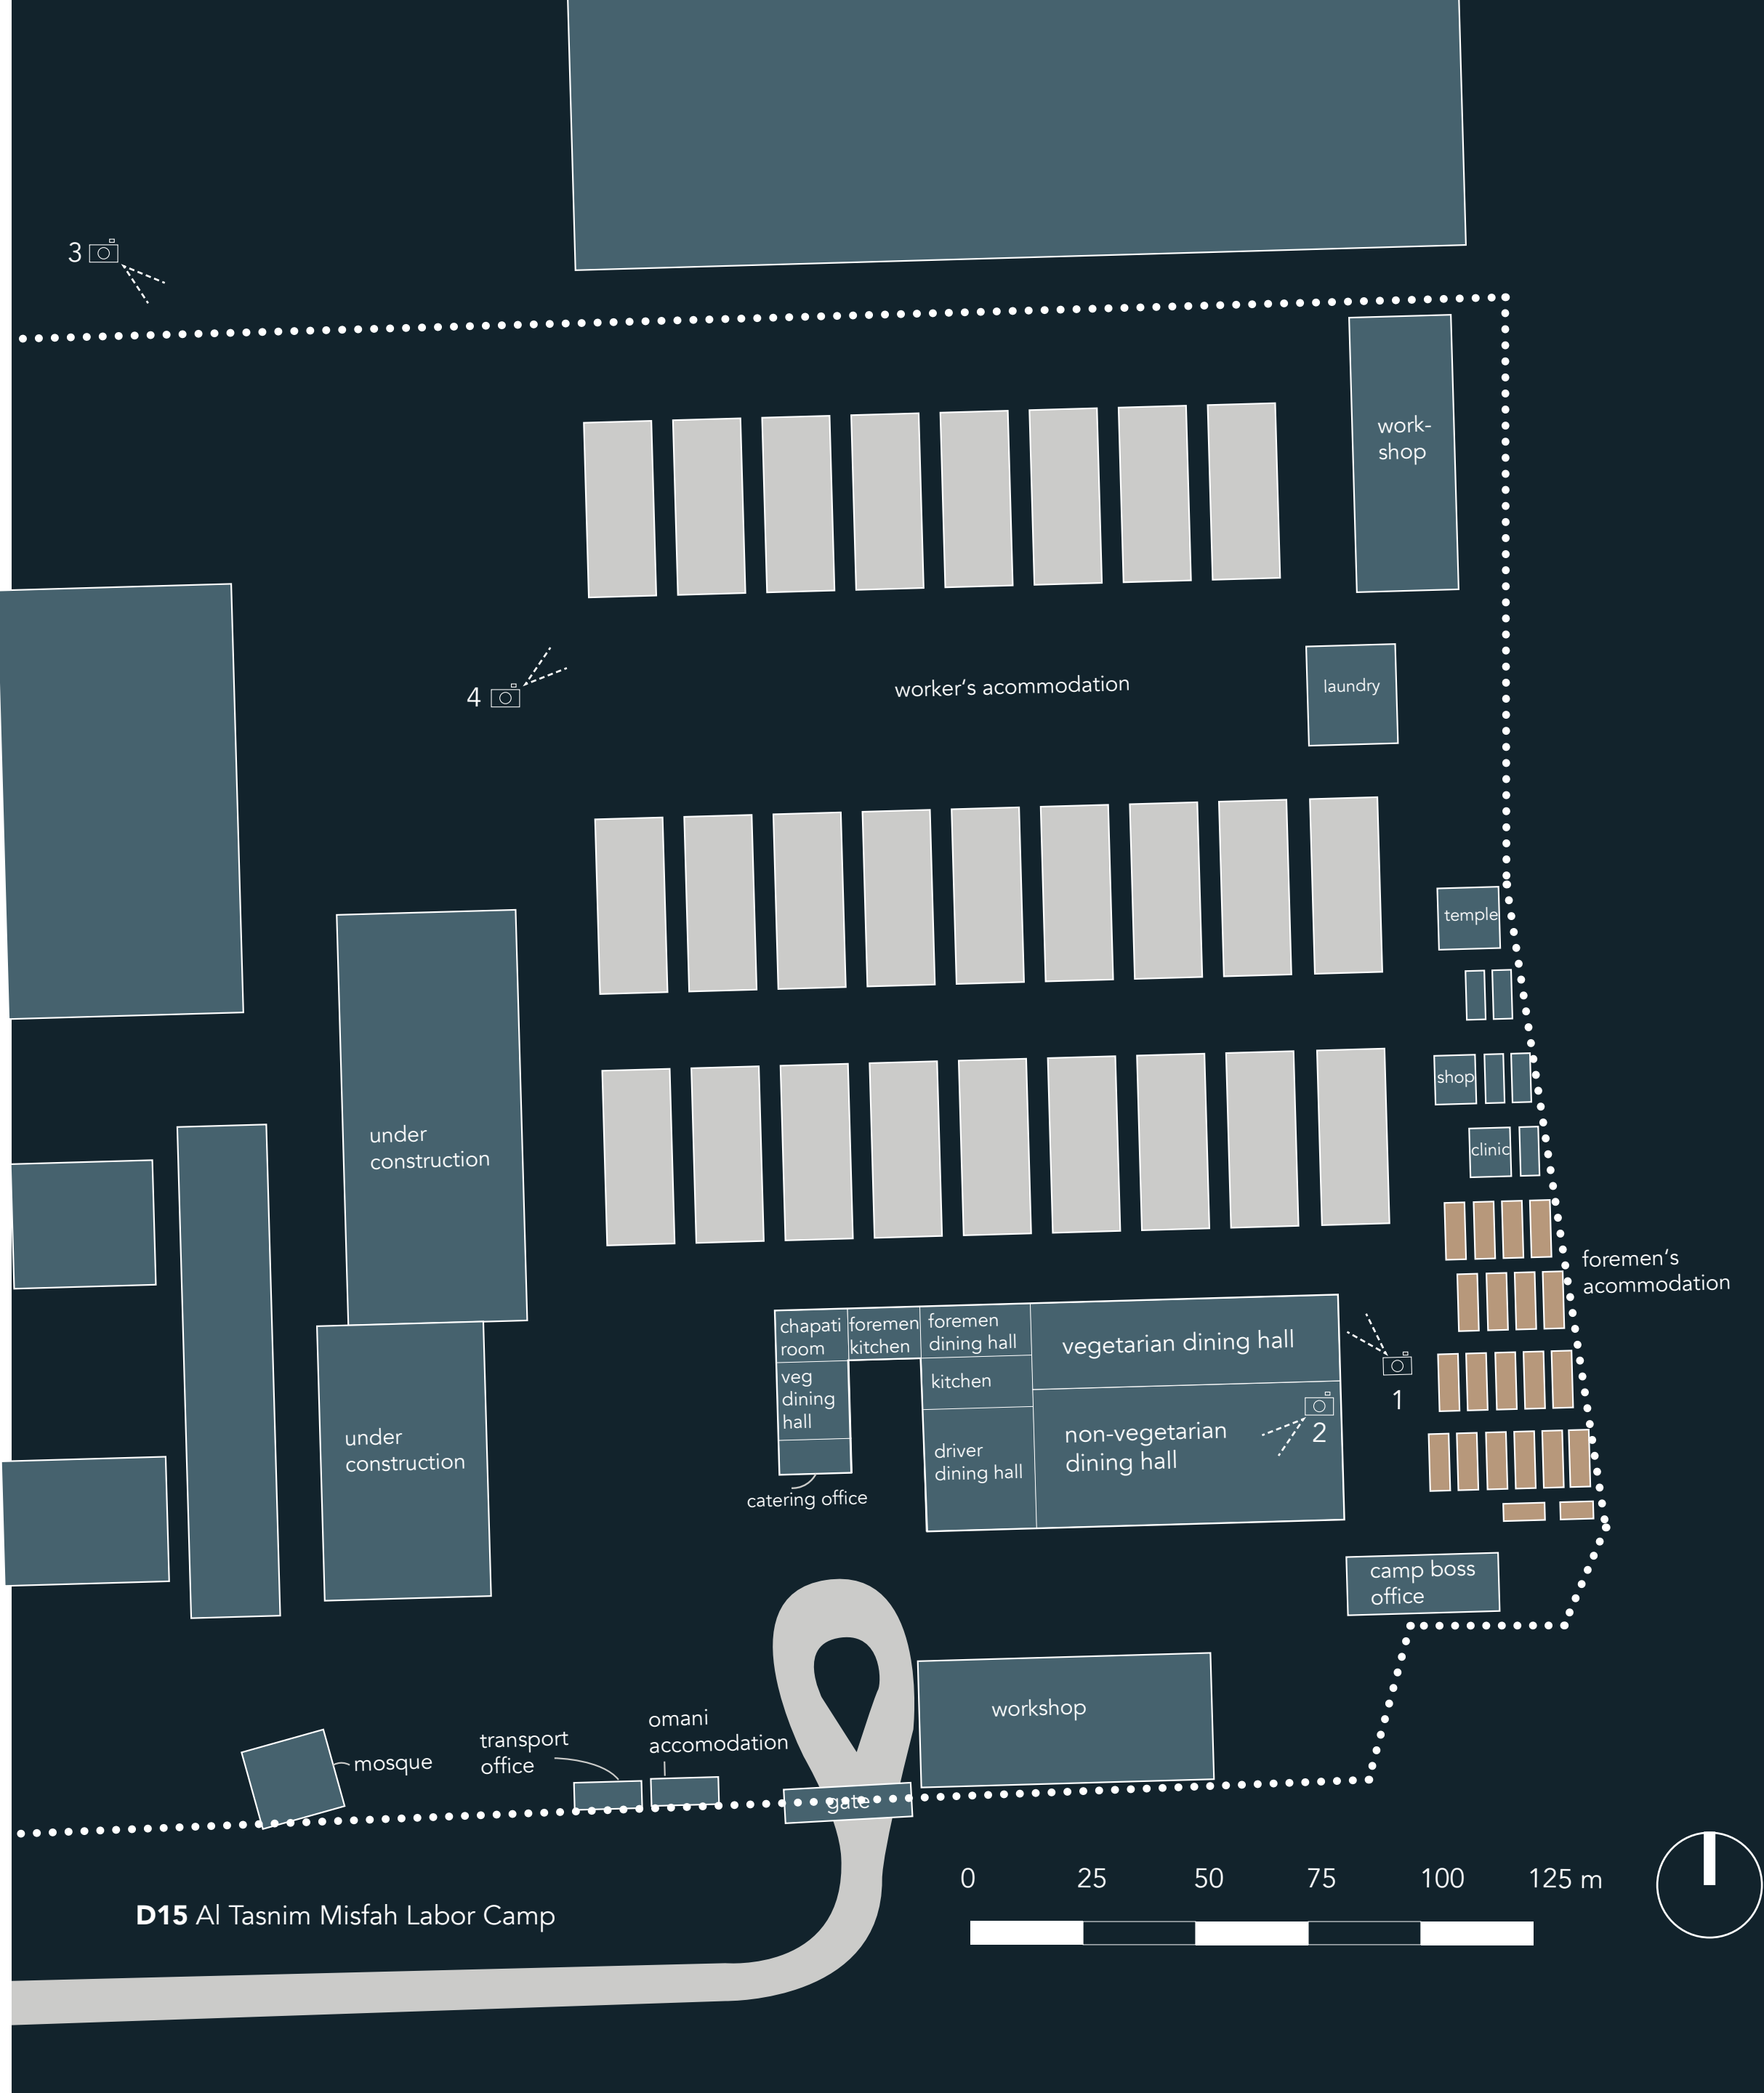 3
work-
shop
4
worker‘s acommodation
laundry
temple
shop
clinic
under
construction
foremen‘s
acommodation
chapati
room
foremen
kitchen
foremen
dining hall
vegetarian dining hall
veg
dining
hall
kitchen
1
under
construction
driver
dining hall
non-vegetarian
dining hall
2
catering office
camp boss
office
workshop
omani
accomodation
transport
office
mosque
gate
0 25 50 75 100 125 m
D15 Al Tasnim Misfah Labor Camp